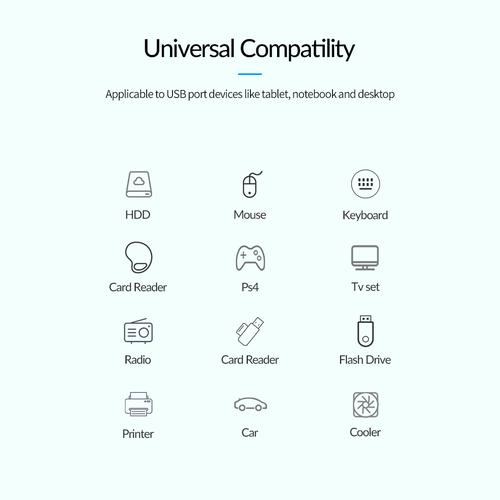 Universal Compatility
Applicable to USB port devices like tablet, notebook and desktop
HDD
Mouse
Keyboard
Card Reader
Ps4
Tv set
Radio
Card Reader
Flash Drive
Printer
Car
Cooler